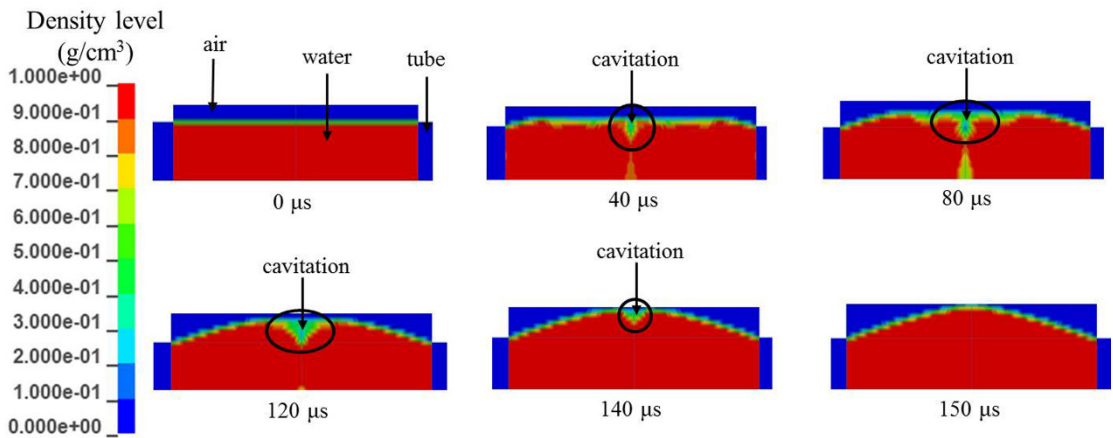 Density level
(g/cm³)
1.000e+00
9.000e-01
8.000e-01
7.000e-01
6.000e-01
5.000e-01
4.000e-01
3.000e-01
2.000e-01
1.000e-01
0.000e+00
air
water
tube
0 μs
cavitation
40 μs
cavitation
80 μs
cavitation
120 μs
cavitation
140 μs
150 μs